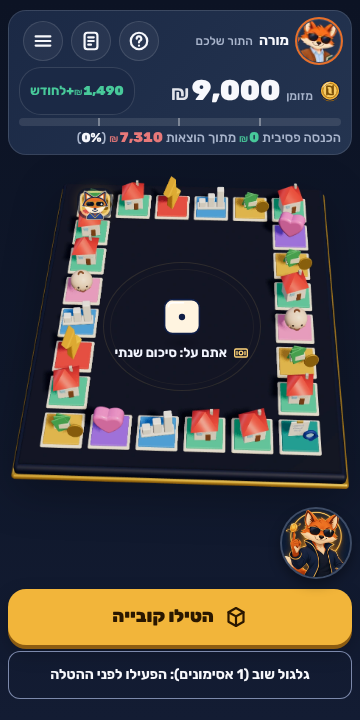 מורה התור שלכם
מזומן 9,000 ₪
+1,490₪ לחודש
הכנסה פסיבית 0₪ מתוך הוצאות 7,310₪ (0%)
אתם על: סיכום שנתי
הטילו קובייה
גלגול שוב (1 אסימונים): הפעילו לפני ההטלה